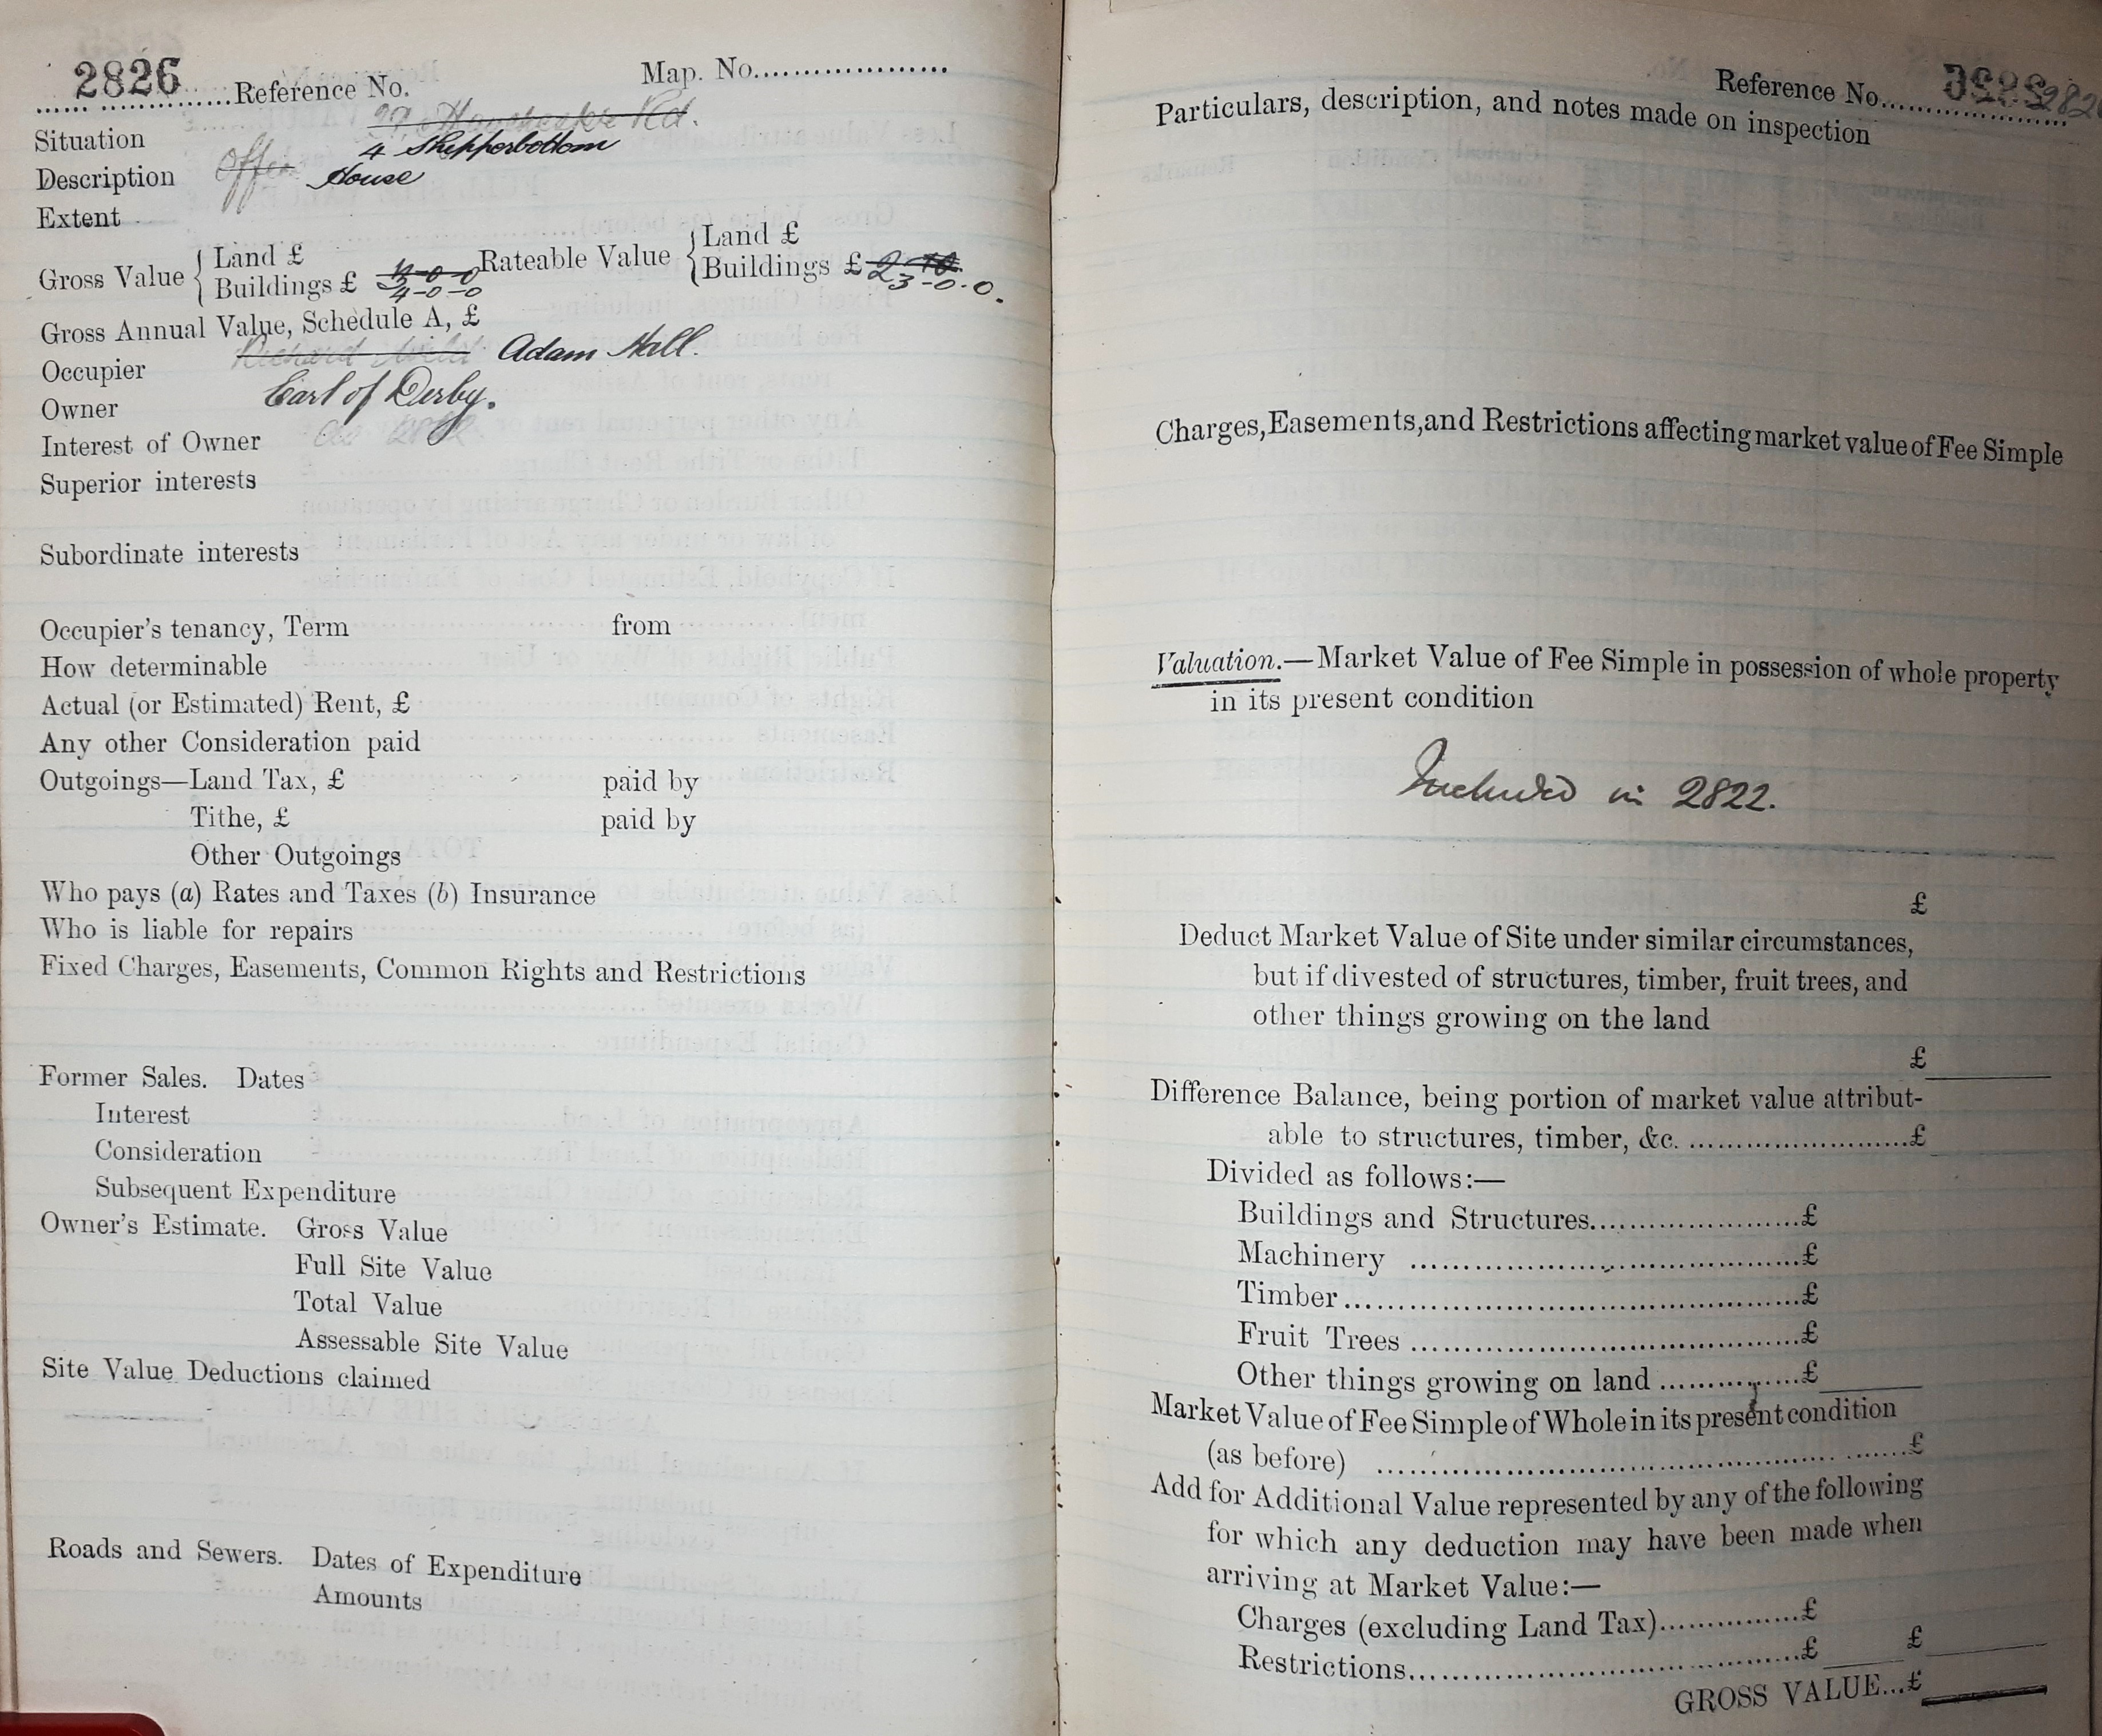 2826 Reference No. Map. No.
Situation 29 Manchester Rd.
4 Shepperbottom
Description Office House
Extent
Gross Value { Land £ Rateable Value { Land £
Buildings £ 4-0-0 Buildings £ 3-0-0.
Gross Annual Value, Schedule A, £
Occupier Richard Wild Adam Hall.
Owner Earl of Derby.
Interest of Owner
Superior interests
Subordinate interests
Occupier's tenancy, Term from
How determinable
Actual (or Estimated) Rent, £
Any other Consideration paid
Outgoings—Land Tax, £ paid by
Tithe, £ paid by
Other Outgoings
Who pays (a) Rates and Taxes (b) Insurance
Who is liable for repairs
Fixed Charges, Easements, Common Rights and Restrictions
Former Sales. Dates
Interest
Consideration
Subsequent Expenditure
Owner's Estimate. Gross Value
Full Site Value
Total Value
Assessable Site Value
Site Value Deductions claimed
Roads and Sewers. Dates of Expenditure
Amounts
Reference No.
Particulars, description, and notes made on inspection
Charges, Easements, and Restrictions affecting market value of Fee Simple
Valuation.—Market Value of Fee Simple in possession of whole property
in its present condition
Included in 2822.
£
Deduct Market Value of Site under similar circumstances,
but if divested of structures, timber, fruit trees, and
other things growing on the land
£
Difference Balance, being portion of market value attribut-
able to structures, timber, &c. £
Divided as follows:—
Buildings and Structures £
Machinery £
Timber £
Fruit Trees £
Other things growing on land £
Market Value of Fee Simple of Whole in its present condition
(as before) £
Add for Additional Value represented by any of the following
for which any deduction may have been made when
arriving at Market Value:—
Charges (excluding Land Tax) £
Restrictions £ £
GROSS VALUE...£